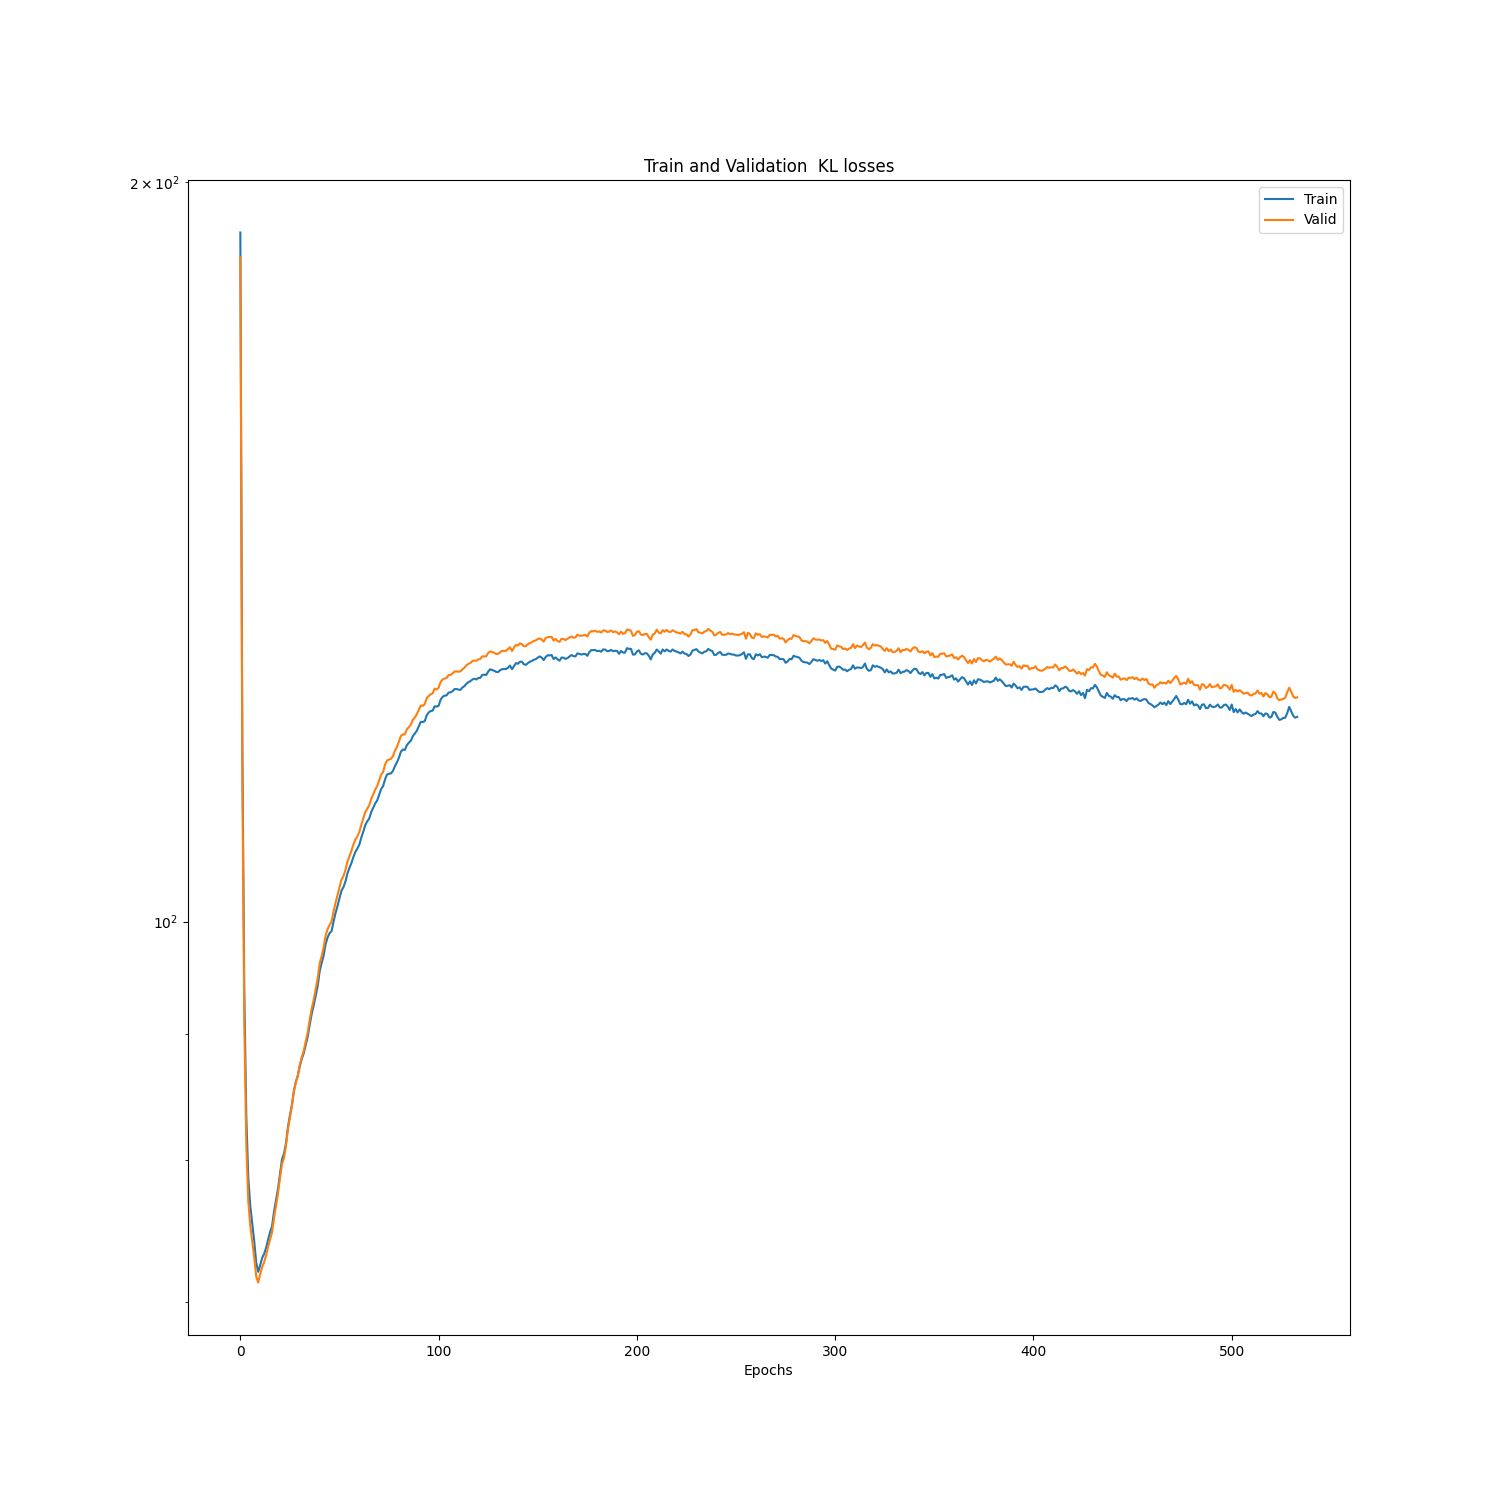 Train and Validation  KL losses
2 × 10²
Train
Valid
10²
0 100 200 300 400 500
Epochs